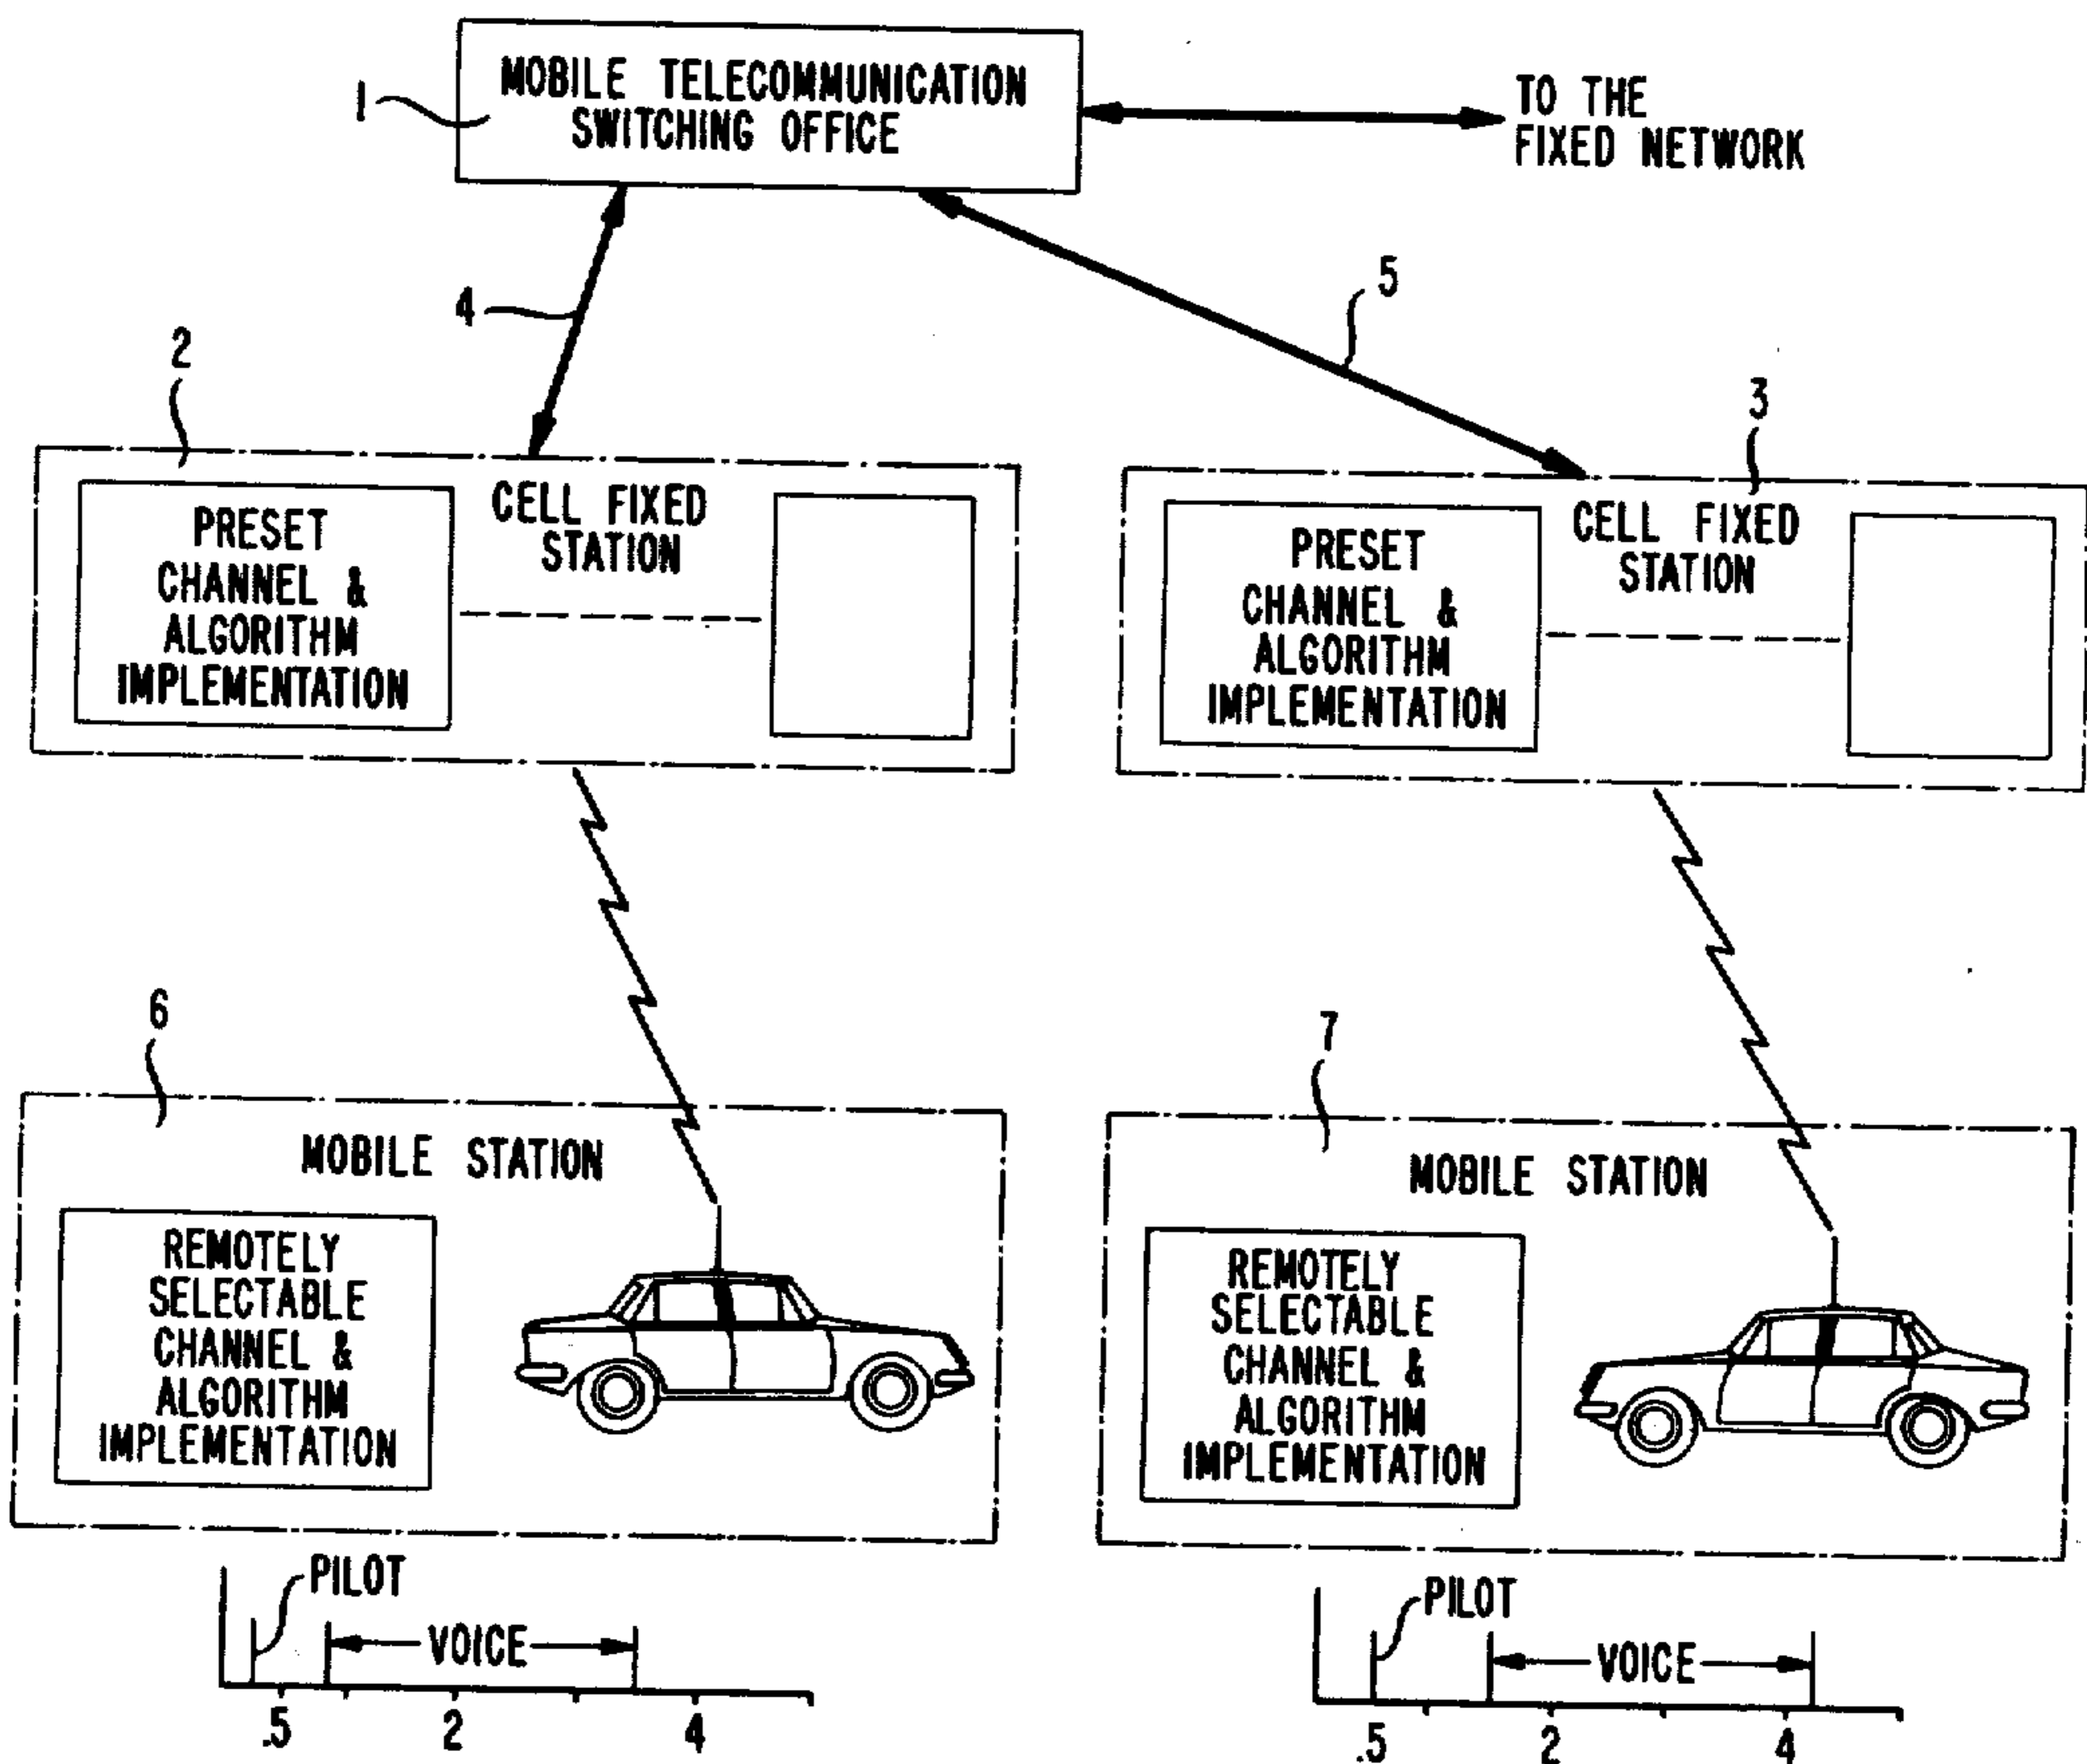 MOBILE TELECOMMUNICATION
SWITCHING OFFICE
1
TO THE
FIXED NETWORK
4
5
2
3
CELL FIXED
STATION
PRESET
CHANNEL &
ALGORITHM
IMPLEMENTATION
CELL FIXED
STATION
PRESET
CHANNEL &
ALGORITHM
IMPLEMENTATION
6
7
MOBILE STATION
REMOTELY
SELECTABLE
CHANNEL &
ALGORITHM
IMPLEMENTATION
MOBILE STATION
REMOTELY
SELECTABLE
CHANNEL &
ALGORITHM
IMPLEMENTATION
PILOT
VOICE
.5 2 4
PILOT
VOICE
.5 2 4